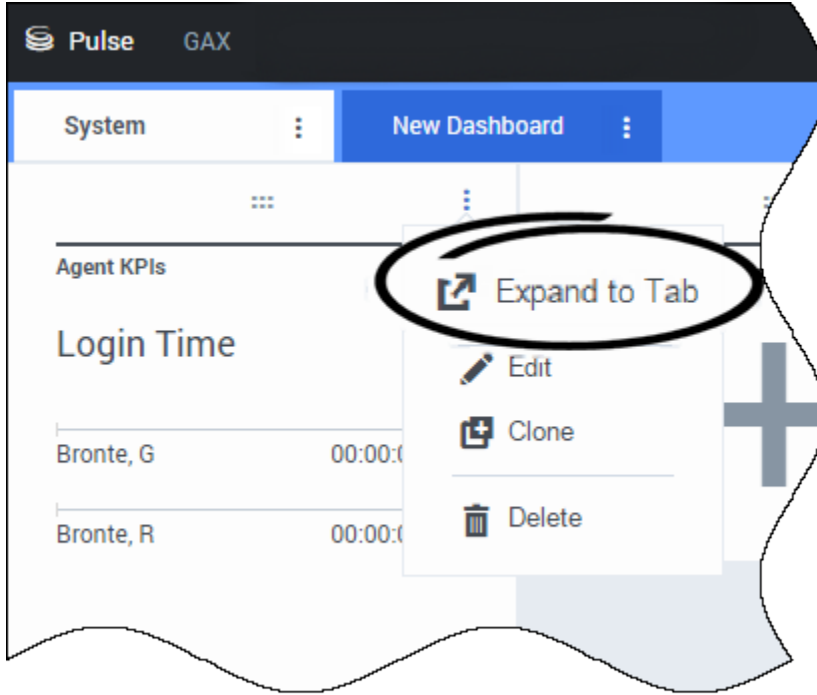 Pulse GAX
System New Dashboard
Agent KPIs
Expand to Tab
Login Time
Edit
Clone
Bronte, G
Bronte, R
Delete